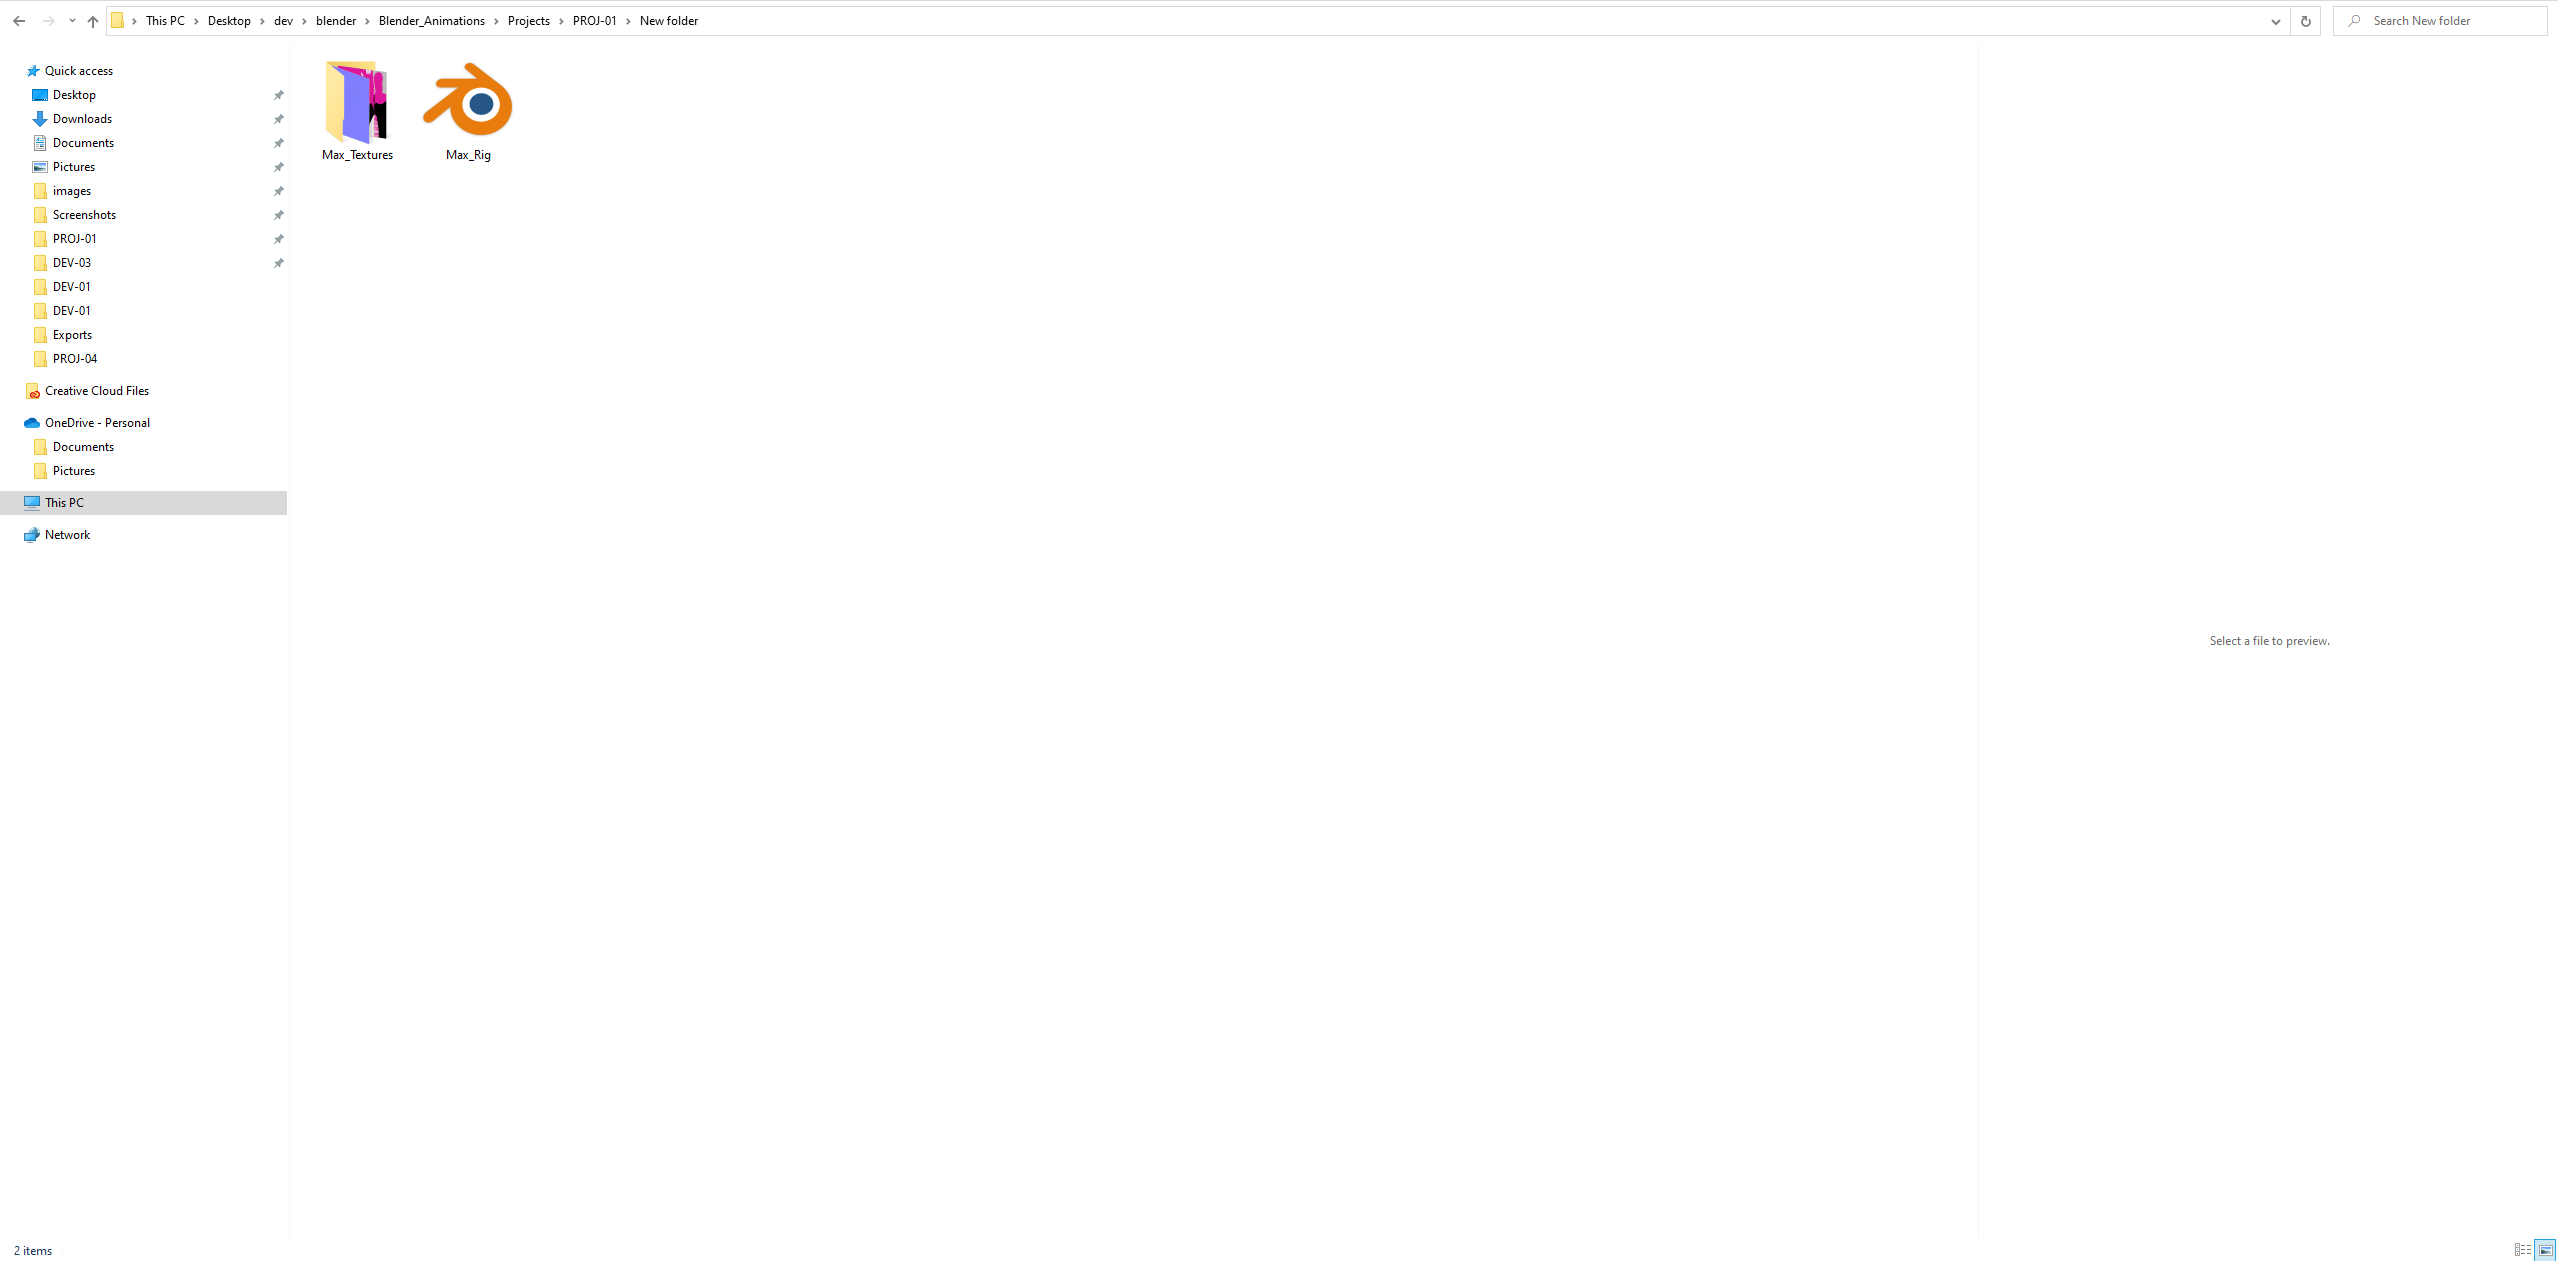 This PC > Desktop > dev > blender > Blender_Animations > Projects > PROJ-01 > New folder
Search New folder
Quick access
Desktop
Downloads
Documents
Pictures
images
Screenshots
PROJ-01
DEV-03
DEV-01
DEV-01
Exports
PROJ-04
Creative Cloud Files
OneDrive - Personal
Documents
Pictures
This PC
Network
Max_Textures
Max_Rig
Select a file to preview.
2 items